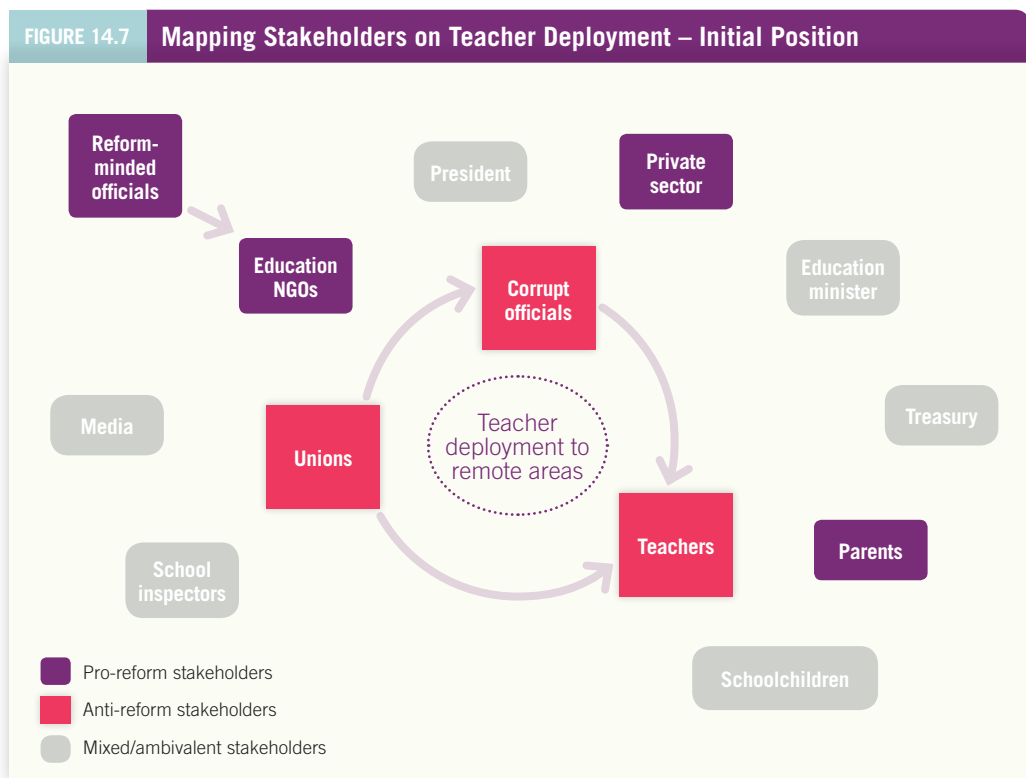 FIGURE 14.7
Mapping Stakeholders on Teacher Deployment – Initial Position
Reform-
minded
officials
President
Private
sector
Education
NGOs
Corrupt
officials
Education
minister
Media
Unions
Teacher
deployment to
remote areas
Treasury
Teachers
Parents
School
inspectors
Schoolchildren
Pro-reform stakeholders
Anti-reform stakeholders
Mixed/ambivalent stakeholders